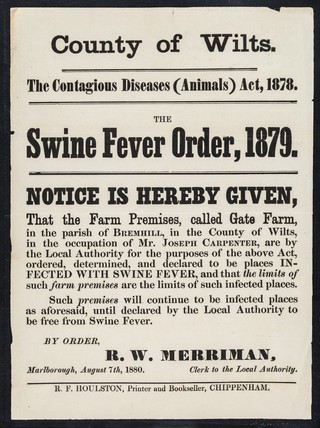 County of Wilts.
The Contagious Diseases (Animals) Act, 1878.
THE
Swine Fever Order, 1879.
NOTICE IS HEREBY GIVEN,
That the Farm Premises, called Gate Farm,
in the parish of BREMHILL, in the County of Wilts,
in the occupation of Mr. JOSEPH CARPENTER, are by
the Local Authority for the purposes of the above Act,
ordered, determined, and declared to be places IN-
FECTED WITH SWINE FEVER, and that the limits of
such farm premises are the limits of such infected places.
Such premises will continue to be infected places
as aforesaid, until declared by the Local Authority to
be free from Swine Fever.
BY ORDER,
R. W. MERRIMAN,
Marlborough, August 7th, 1880. Clerk to the Local Authority.
R. F. HOULSTON, Printer and Bookseller, CHIPPENHAM.